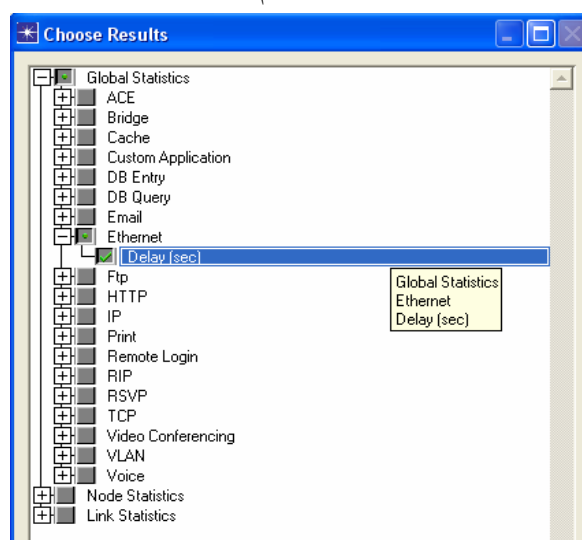 Choose Results
Global Statistics
ACE
Bridge
Cache
Custom Application
DB Entry
DB Query
Email
Ethernet
Delay (sec)
Ftp
HTTP
IP
Print
Remote Login
RIP
RSVP
TCP
Video Conferencing
VLAN
Voice
Node Statistics
Link Statistics
Global Statistics
Ethernet
Delay (sec)